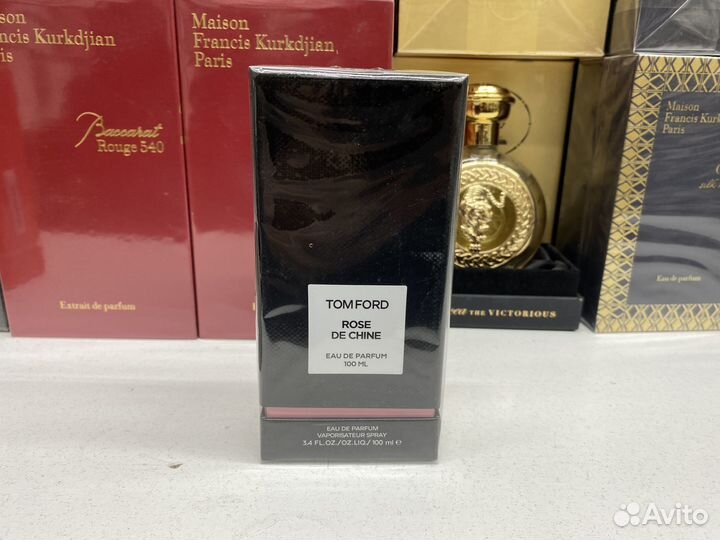 Maison
Francis Kurkdjian
Paris
Baccarat
Rouge 540
Extrait de parfum
Maison
Francis Kurkdjian
Paris
TOM FORD
ROSE
DE CHINE
EAU DE PARFUM
100 ML
EAU DE PARFUM
VAPORISATEUR SPRAY
3.4 FL.OZ./OZ.LIQ./100 ml ℮
THE VICTORIOUS
Maison
Francis
Paris
silk
Eau de parfum
Avito